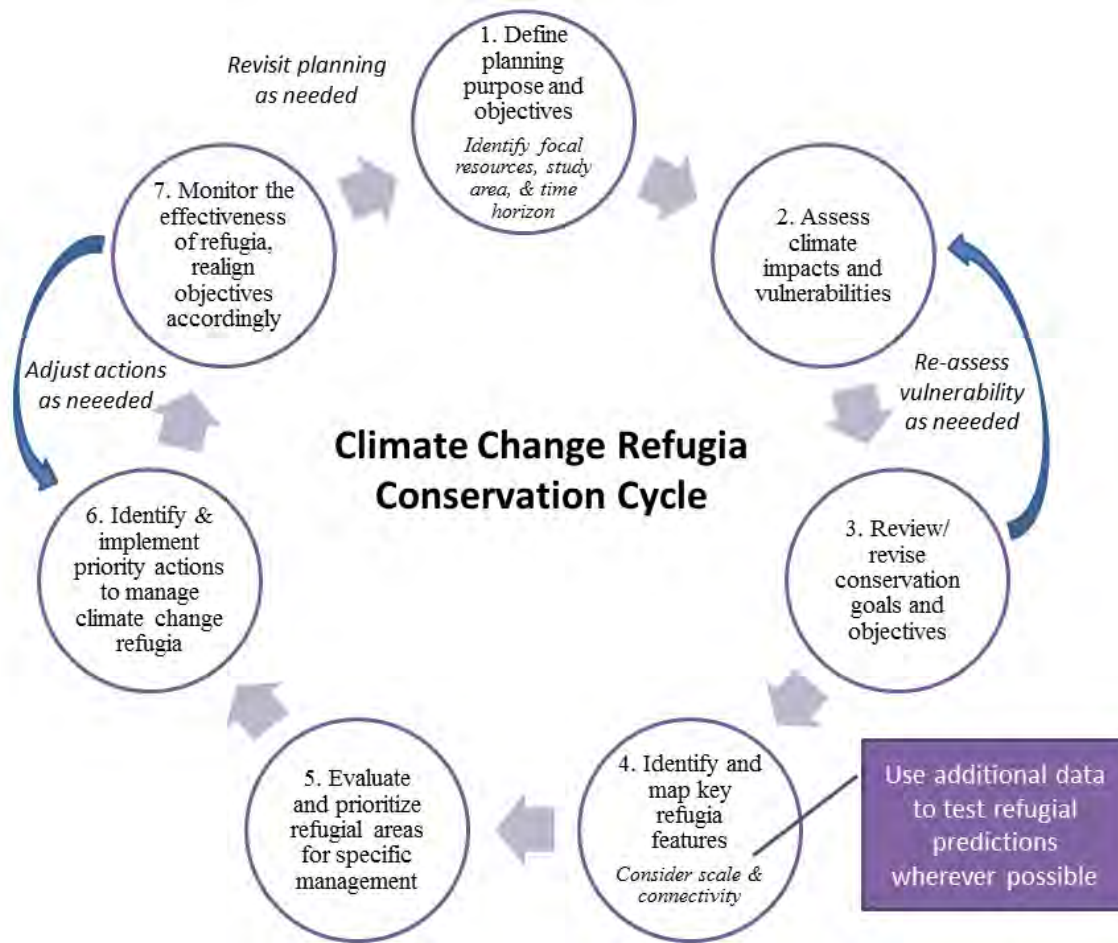 Revisit planning
as needed
1. Define
planning
purpose and
objectives
Identify focal
resources, study
area, & time
horizon
2. Assess
climate
impacts and
vulnerabilities
Re-assess
vulnerability
as neeeded
3. Review/
revise
conservation
goals and
objectives
4. Identify and
map key
refugia
features
Consider scale &
connectivity
Use additional data
to test refugial
predictions
wherever possible
5. Evaluate
and prioritize
refugial areas
for specific
management
6. Identify &
implement
priority actions
to manage
climate change
refugia
Adjust actions
as neeeded
7. Monitor the
effectiveness
of refugia,
realign
objectives
accordingly
Climate Change Refugia
Conservation Cycle